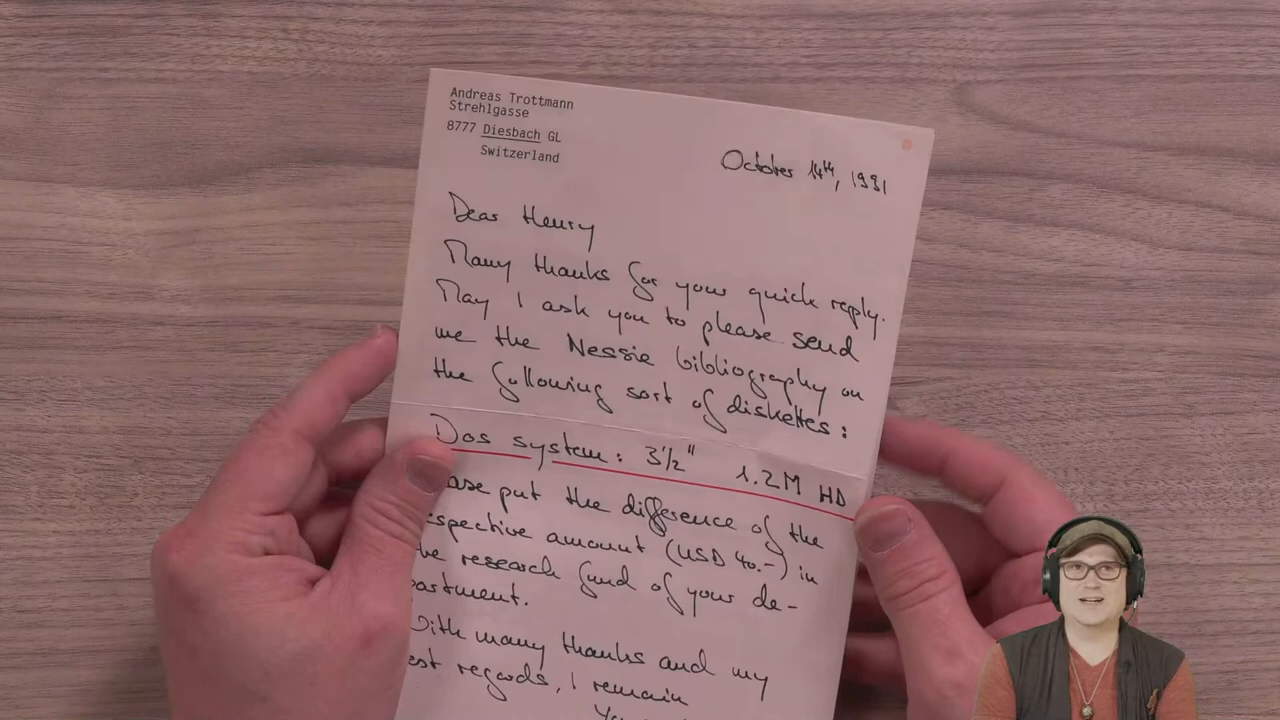 Andreas Trottmann
Strehlgasse
8777 Diesbach GL
Switzerland
October 14th, 1991
Dear Henry
Many thanks for your quick reply.
May I ask you to please send
me the Nessie bibliography on
the following sort of diskettes:
Dos system: 3½" 1.2M HD
ase put the difference of the
espective amount (USD 40.-) in
he research fund of your de-
partment.
With many thanks and my
est regards, I remain